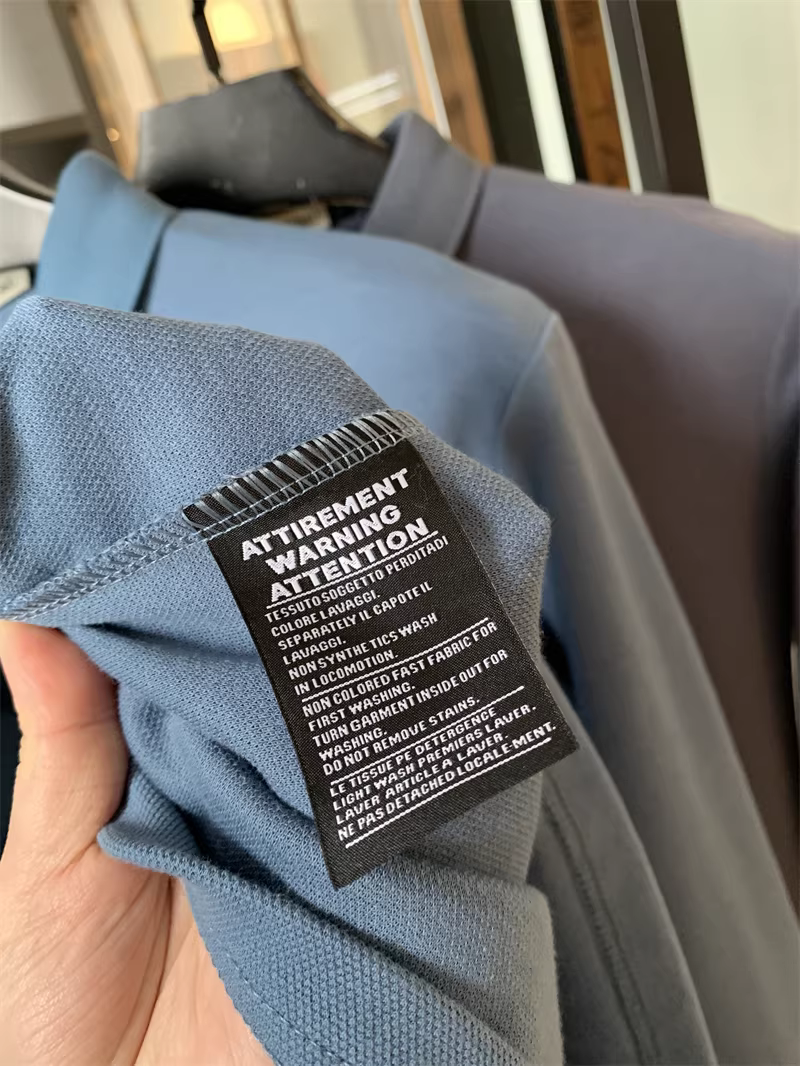 ATTIREMENT
WARNING
ATTENTION
TESSUTO SOGGETTO PERDITADI
COLORE LAVAGGI.
SEPARATELY IL CAPOTE IL
LAVAGGI.
NON SYNTHE TICS WASH
IN LOCOMOTION.
NON COLORED FAST FABRIC FOR
FIRST WASHING.
TURN GARMENT INSIDE OUT FOR
WASHING.
DO NOT REMOVE STAINS.
LE TISSUE PE DETERGENCE
LIGHT WASH PREMIERS LAVER.
LAVER ARTICLE A LAVER.
NE PAS DETACHED LOCALE-MENT.